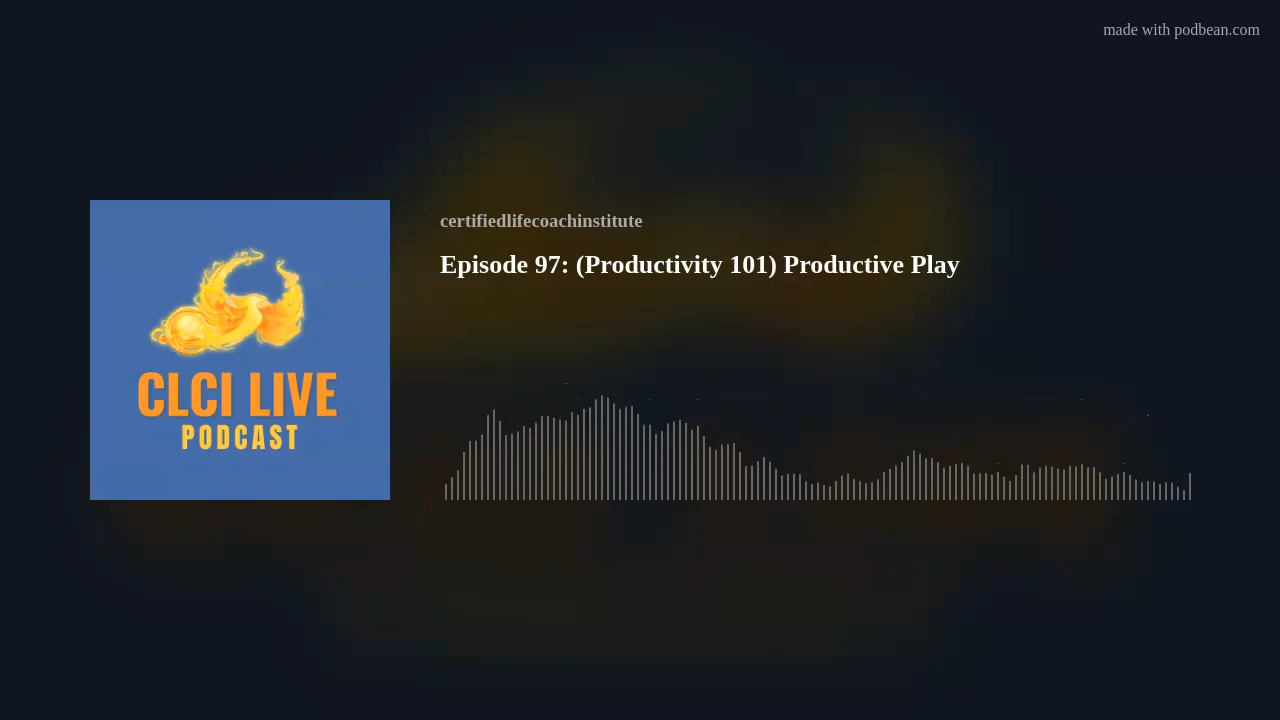 made with podbean.com
certifiedlifecoachinstitute
Episode 97: (Productivity 101) Productive Play
CLCI LIVE
PODCAST